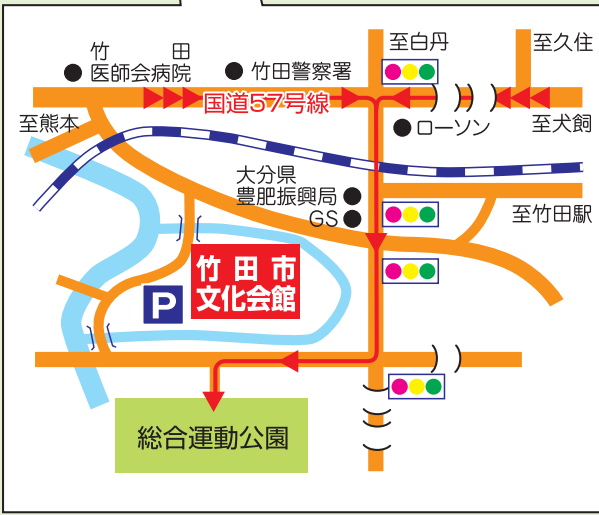 至白丹
至久住
竹田
医師会病院
竹田警察署
国道57号線
至熊本
ローソン
至犬飼
大分県
豊肥振興局
GS
至竹田駅
竹田市
文化会館
P
総合運動公園